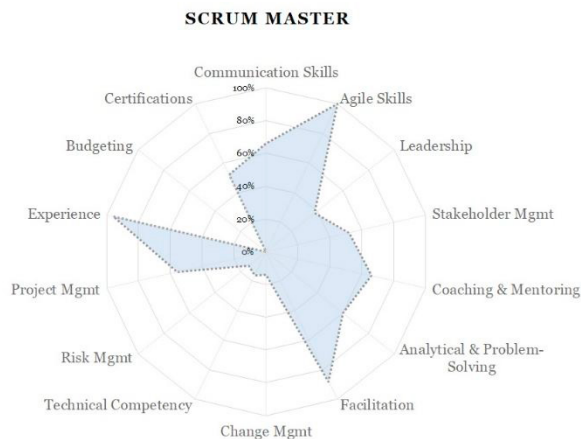 SCRUM MASTER
Communication Skills
100%
Certifications
Agile Skills
80%
Budgeting
Leadership
60%
40%
Experience
Stakeholder Mgmt
20%
0%
Project Mgmt
Coaching & Mentoring
Risk Mgmt
Analytical & Problem-
Solving
Technical Competency
Facilitation
Change Mgmt